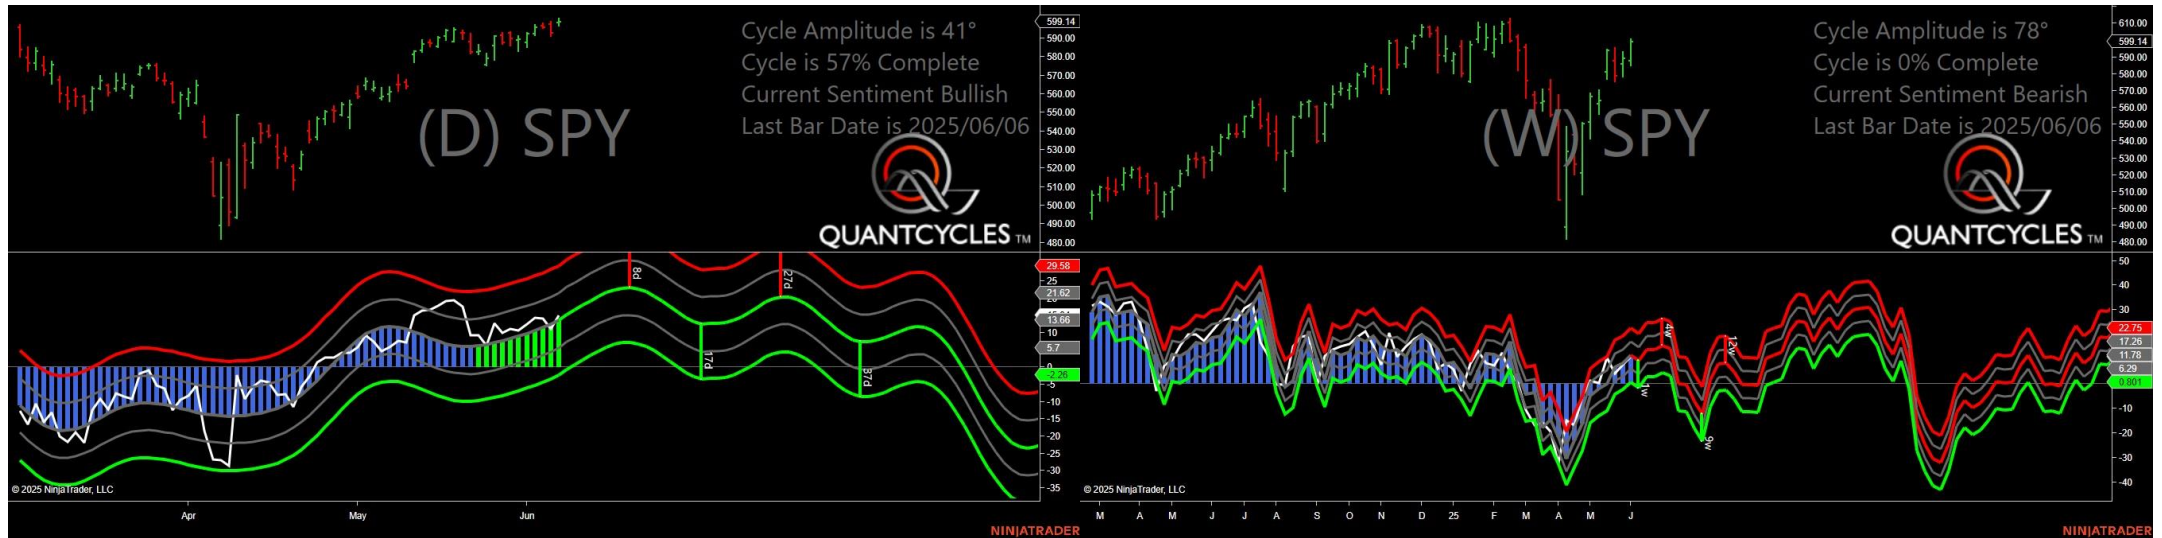 Cycle Amplitude is 41°
Cycle is 57% Complete
Current Sentiment Bullish
Last Bar Date is 2025/06/06
(D) SPY
QUANTCYCLES TM
599.14
590.00
580.00
570.00
560.00
550.00
540.00
530.00
520.00
510.00
500.00
490.00
480.00
29.58
25
21.62
13.66
10
5.7
0
-2.26
-5
-10
-15
-20
-25
-30
-35
8d
17d
27d
37d
© 2025 NinjaTrader, LLC
Apr May Jun
NINJATRADER
Cycle Amplitude is 78°
Cycle is 0% Complete
Current Sentiment Bearish
Last Bar Date is 2025/06/06
(W) SPY
QUANTCYCLES TM
610.00
599.14
590.00
580.00
570.00
560.00
550.00
540.00
530.00
520.00
510.00
500.00
490.00
480.00
50
40
30
22.75
17.26
11.78
6.29
0.801
-10
-20
-30
-40
1w
4w
9w
12w
© 2025 NinjaTrader, LLC
M A M J J A S O N D 25 F M A M J
NINJATRADER